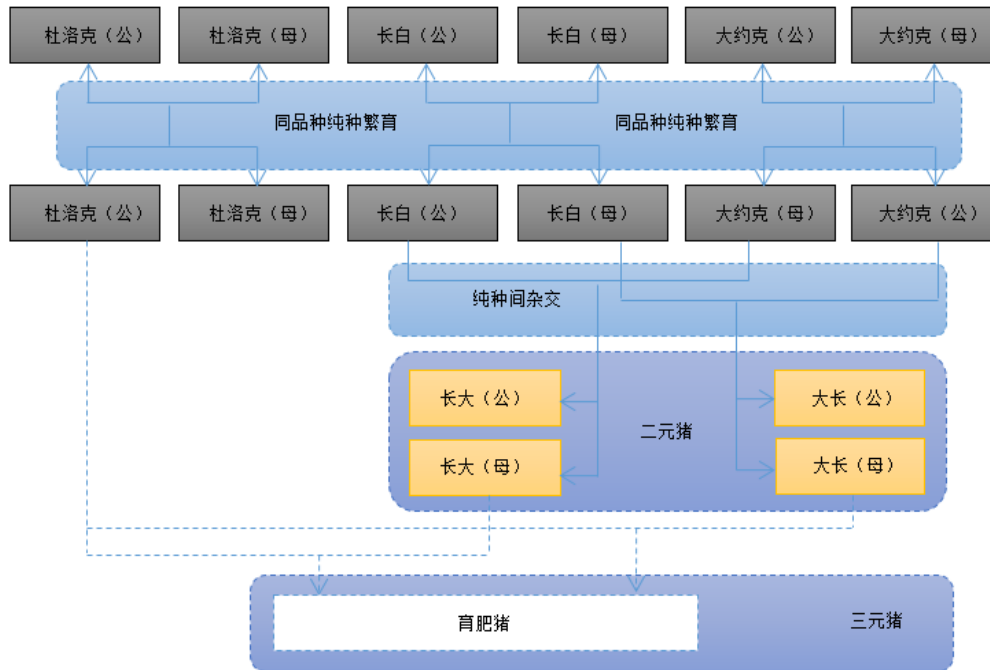 杜洛克（公）
杜洛克（母）
长白（公）
长白（母）
大约克（公）
大约克（母）
同品种纯种繁育
同品种纯种繁育
杜洛克（公）
杜洛克（母）
长白（公）
长白（母）
大约克（母）
大约克（公）
纯种间杂交
长大（公）
大长（公）
二元猪
长大（母）
大长（母）
育肥猪
三元猪